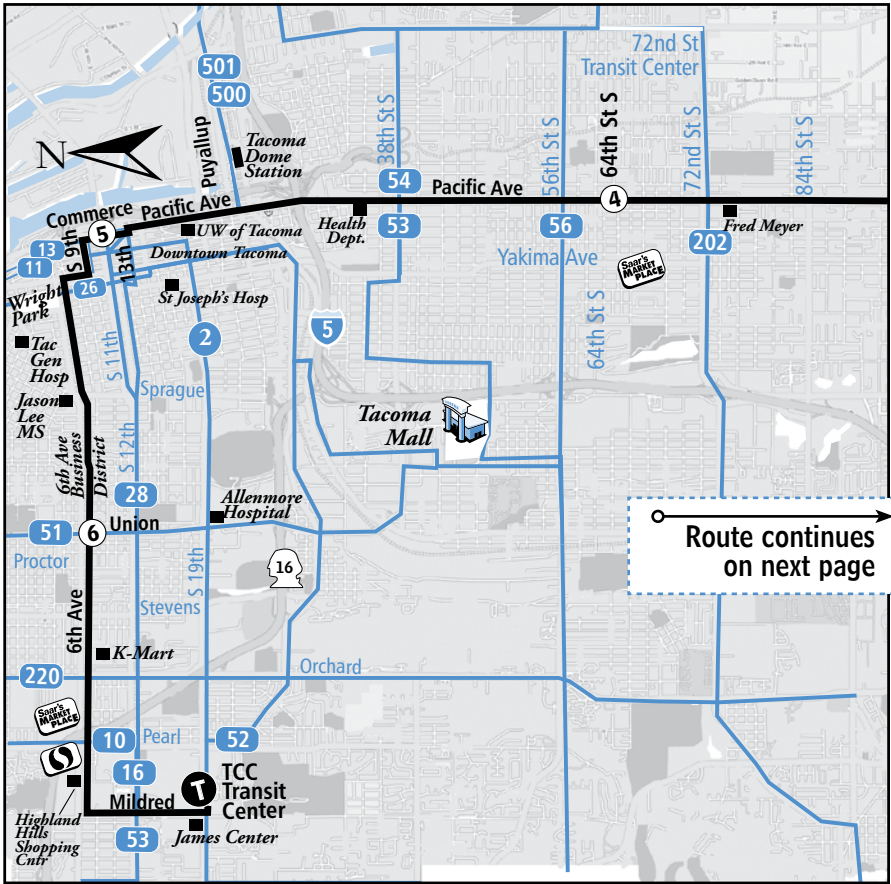 72nd St
Transit Center
501
500
Puyallup
Tacoma
Dome
Station
38th St S
56th St S
64th St S
72nd St S
84th St S
N
54
Pacific Ave
4
Commerce
Pacific Ave
5
S 9th
13th
13
11
26
UW of Tacoma
Downtown Tacoma
Health
Dept.
53
56
202
Fred Meyer
Yakima Ave
Saar's
MARKET
PLACE
Wright
Park
St Joseph's Hosp
Tac
Gen
Hosp
2
5
64th St S
S 11th
Sprague
Jason
Lee
MS
Tacoma
Mall
6th Ave
Business
District
S 12th
7
28
Allenmore
Hospital
51
6
Union
Proctor
S 19th
16
Route continues
on next page
Stevens
6th Ave
K-Mart
Orchard
220
Saar's
MARKET
PLACE
10
Pearl
52
16
T
TCC
Transit
Center
Mildred
Highland
Hills
Shopping
Cntr
53
James Center